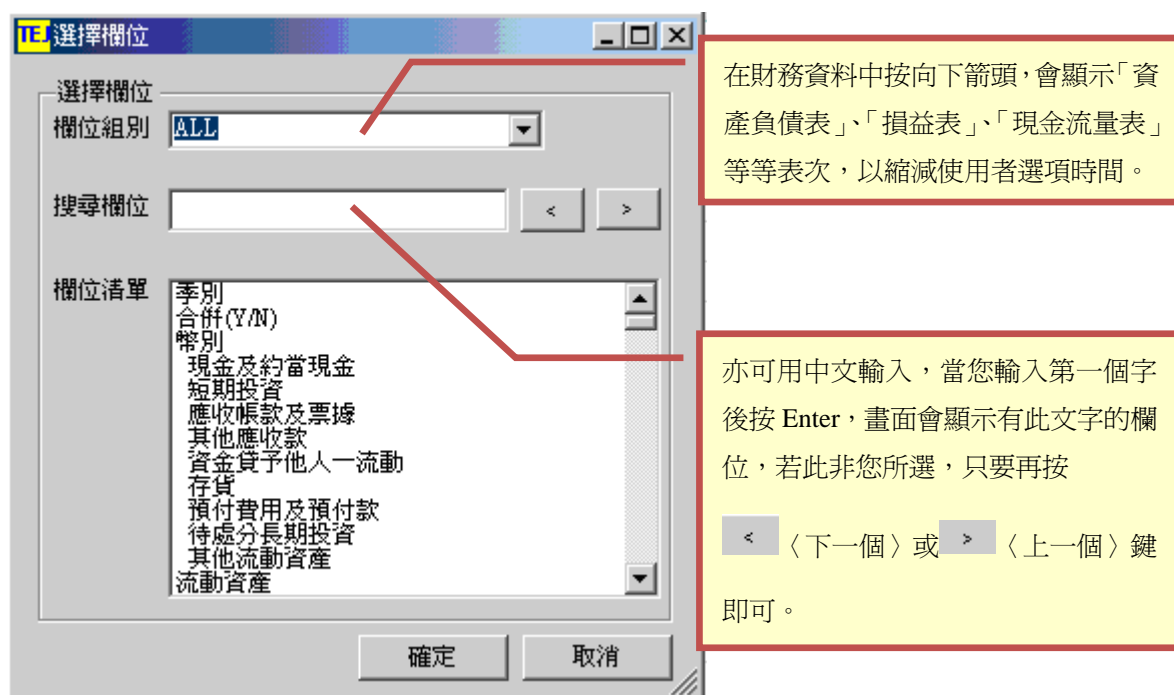 TEJ 選擇欄位
選擇欄位
欄位組別 ALL
搜尋欄位 < >
欄位清單
季別
合併(Y/N)
幣別
現金及約當現金
短期投資
應收帳款及票據
其他應收款
資金貸予他人－流動
存貨
預付費用及預付款
待處分長期投資
其他流動資產
流動資產
確定 取消
在財務資料中按向下箭頭，會顯示「資
產負債表」、「損益表」、「現金流量表」
等等表次，以縮減使用者選項時間。
亦可用中文輸入，當您輸入第一個字
後按 Enter，畫面會顯示有此文字的欄
位，若此非您所選，只要再按
< 〈下一個〉或 > 〈上一個〉鍵
即可。